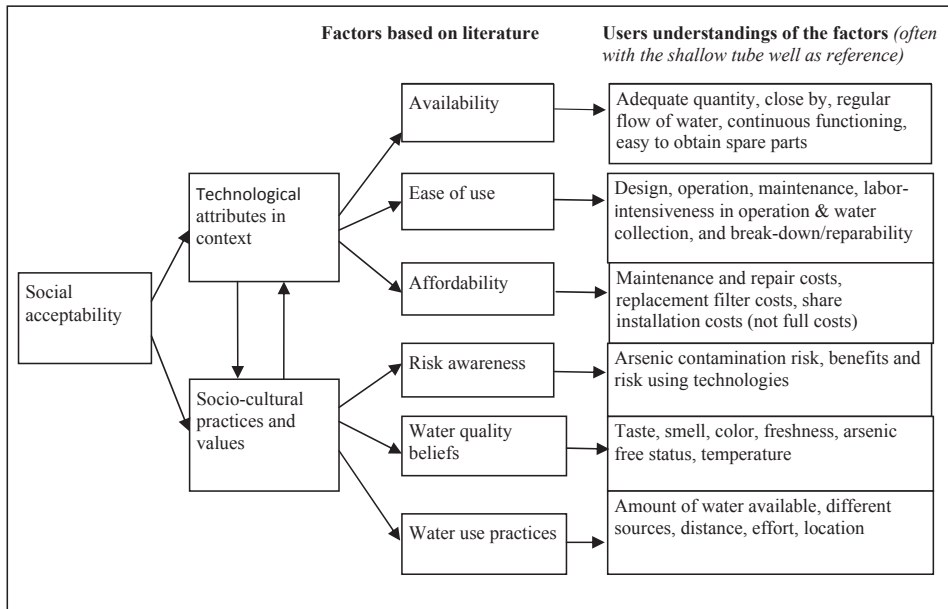 Factors based on literature
Users understandings of the factors (often
with the shallow tube well as reference)
Social
acceptability
Technological
attributes in
context
Socio-cultural
practices and
values
Availability
Adequate quantity, close by, regular
flow of water, continuous functioning,
easy to obtain spare parts
Ease of use
Design, operation, maintenance, labor-
intensiveness in operation & water
collection, and break-down/reparability
Affordability
Maintenance and repair costs,
replacement filter costs, share
installation costs (not full costs)
Risk awareness
Arsenic contamination risk, benefits and
risk using technologies
Water quality
beliefs
Taste, smell, color, freshness, arsenic
free status, temperature
Water use practices
Amount of water available, different
sources, distance, effort, location